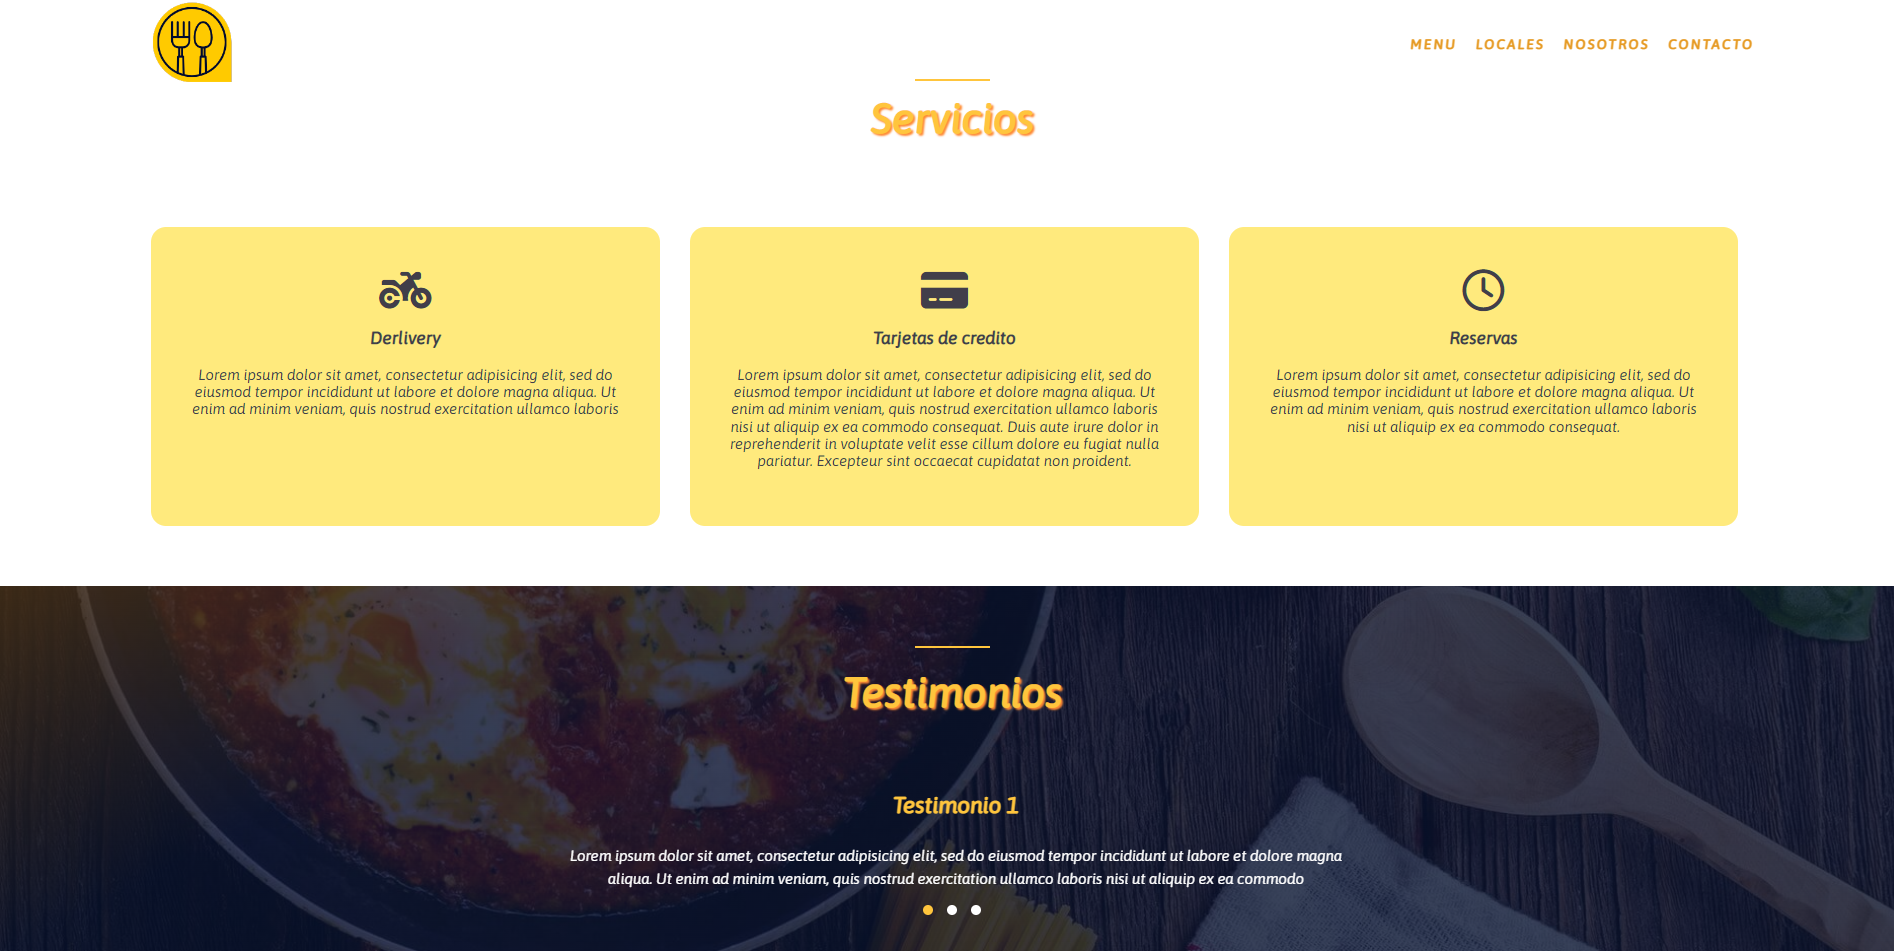 MENU LOCALES NOSOTROS CONTACTO
Servicios
Derlivery
Lorem ipsum dolor sit amet, consectetur adipisicing elit, sed do
eiusmod tempor incididunt ut labore et dolore magna aliqua. Ut
enim ad minim veniam, quis nostrud exercitation ullamco laboris
Tarjetas de credito
Lorem ipsum dolor sit amet, consectetur adipisicing elit, sed do
eiusmod tempor incididunt ut labore et dolore magna aliqua. Ut
enim ad minim veniam, quis nostrud exercitation ullamco laboris
nisi ut aliquip ex ea commodo consequat. Duis aute irure dolor in
reprehenderit in voluptate velit esse cillum dolore eu fugiat nulla
pariatur. Excepteur sint occaecat cupidatat non proident.
Reservas
Lorem ipsum dolor sit amet, consectetur adipisicing elit, sed do
eiusmod tempor incididunt ut labore et dolore magna aliqua. Ut
enim ad minim veniam, quis nostrud exercitation ullamco laboris
nisi ut aliquip ex ea commodo consequat.
Testimonios
Testimonio 1
Lorem ipsum dolor sit amet, consectetur adipisicing elit, sed do eiusmod tempor incididunt ut labore et dolore magna
aliqua. Ut enim ad minim veniam, quis nostrud exercitation ullamco laboris nisi ut aliquip ex ea commodo